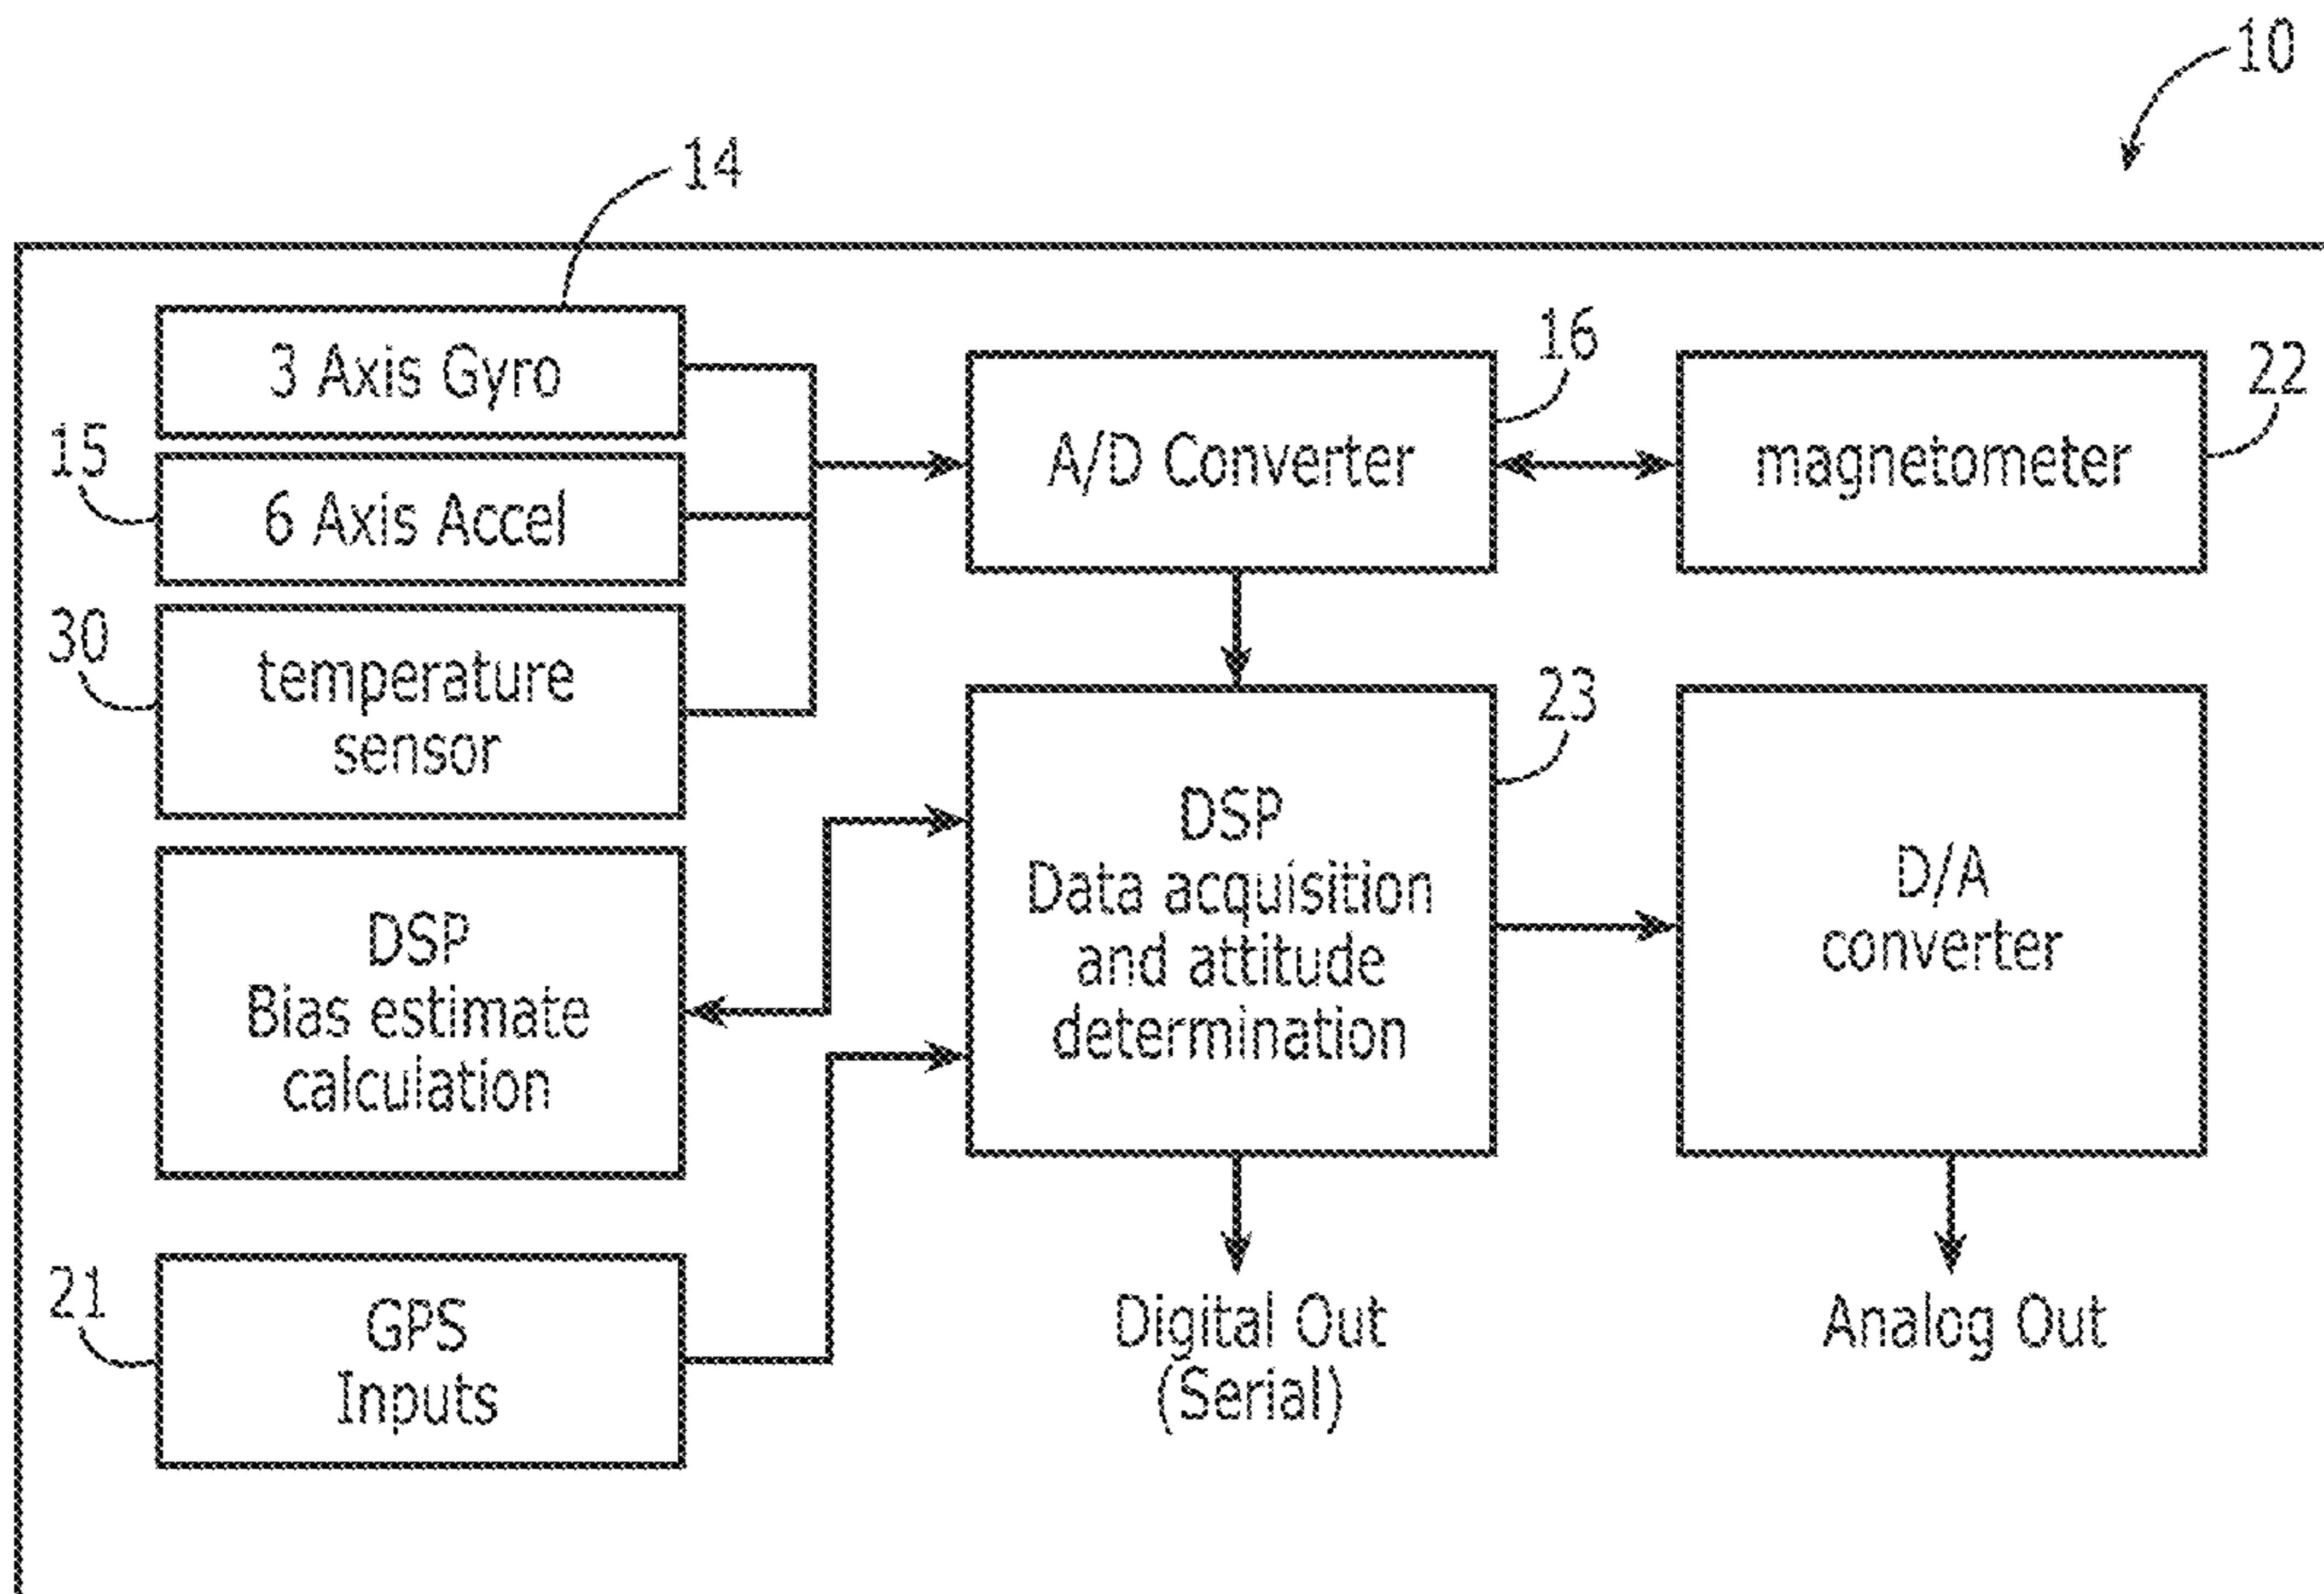 10
14
3 Axis Gyro
15
6 Axis Accel
30
temperature
sensor
DSP
Bias estimate
calculation
21
GPS
Inputs
16
A/D Converter
22
magnetometer
23
DSP
Data acquisition
and attitude
determination
D/A
converter
Digital Out
(Serial)
Analog Out